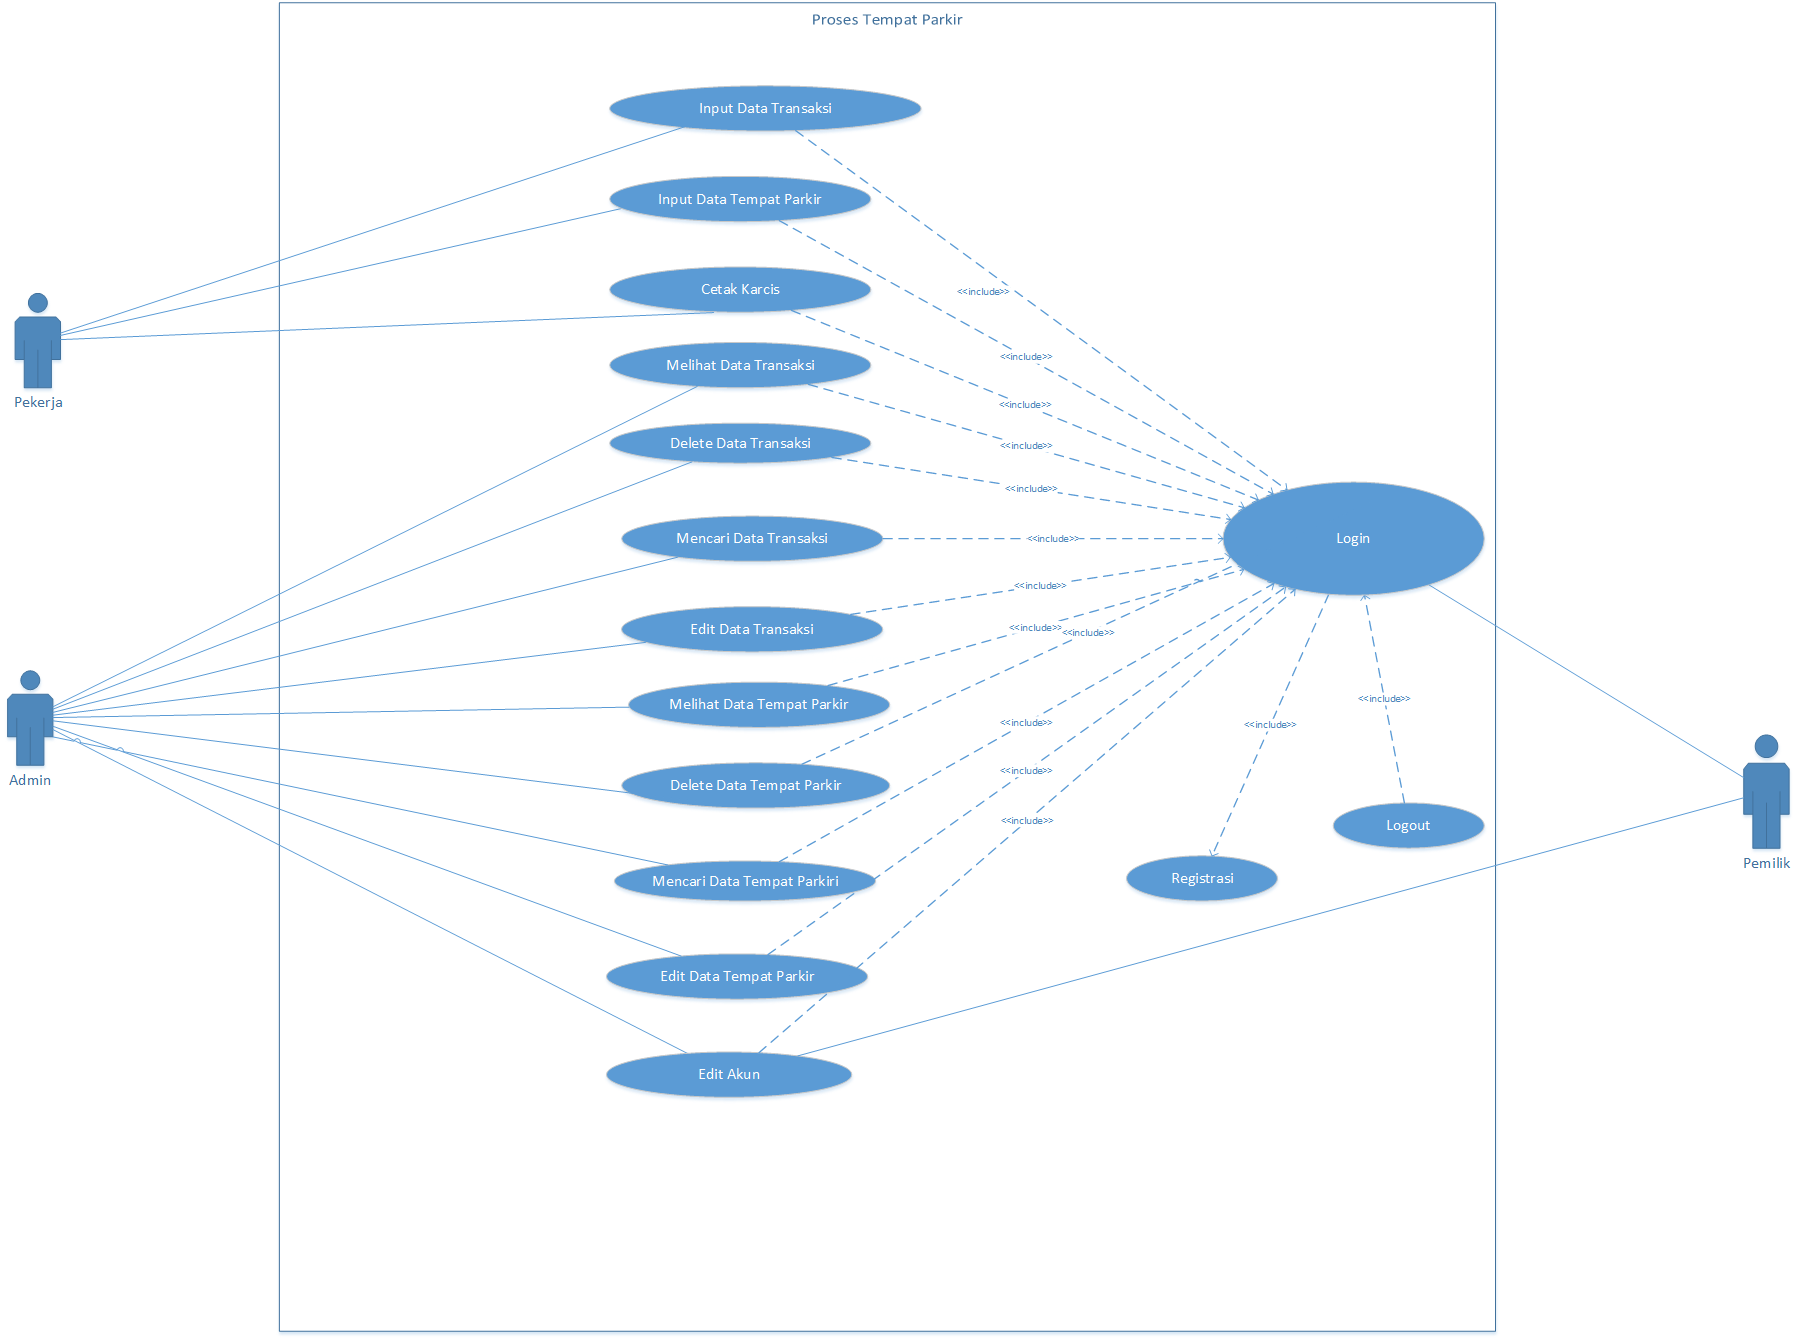 Proses Tempat Parkir
Input Data Transaksi
Input Data Tempat Parkir
Cetak Karcis
<<include>>
Pekerja
<<include>>
Melihat Data Transaksi
<<include>>
Delete Data Transaksi
<<include>>
<<include>>
Mencari Data Transaksi
<<include>>
Login
<<include>>
Edit Data Transaksi
<<include>>
<<include>>
Melihat Data Tempat Parkir
<<include>>
<<include>>
<<include>>
Admin
Delete Data Tempat Parkir
<<include>>
<<include>>
Logout
Pemilik
Mencari Data Tempat Parkiri
Registrasi
Edit Data Tempat Parkir
Edit Akun